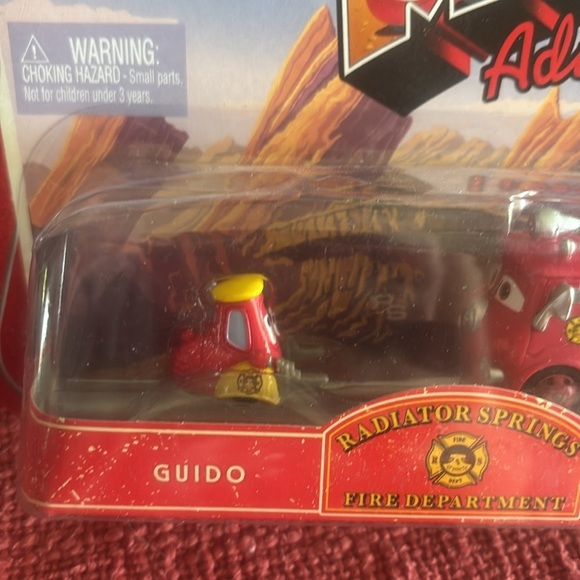 WARNING:
CHOKING HAZARD - Small parts.
Not for children under 3 years.
GUIDO
RADIATOR SPRINGS
FIRE
R S
DEPT
FIRE DEPARTMENT